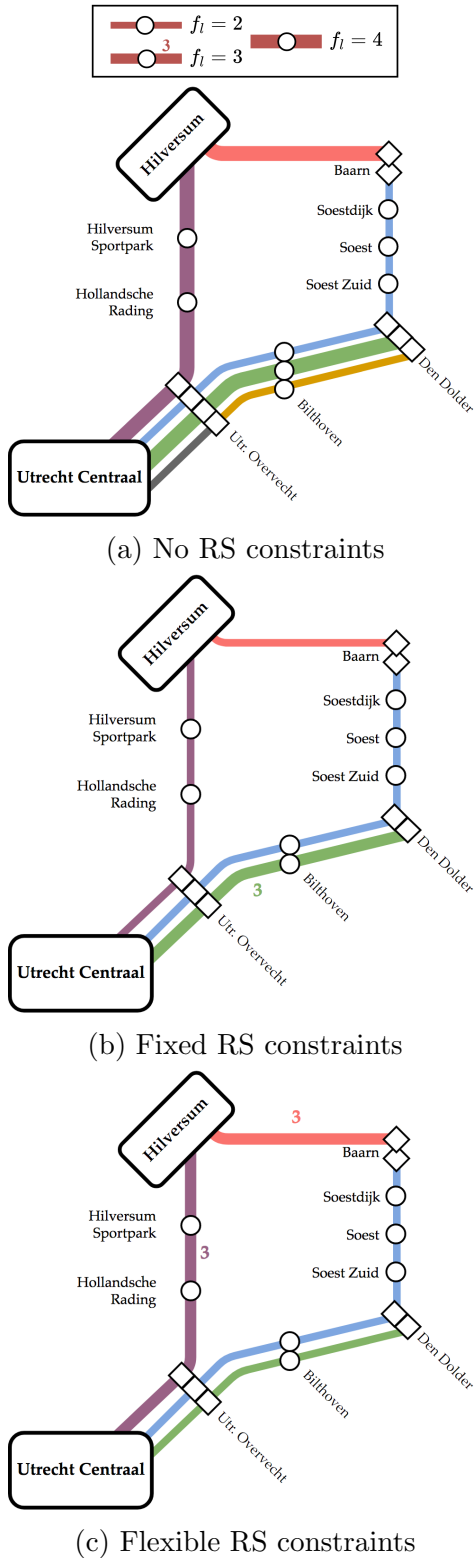 f_l = 2
3
f_l = 3
f_l = 4
Hilversum
Baarn
Soestdijk
Hilversum
Sportpark
Soest
Soest Zuid
Hollandsche
Rading
Den Dolder
Bilthoven
Utr. Overvecht
Utrecht Centraal
(a) No RS constraints
Hilversum
Baarn
Soestdijk
Hilversum
Sportpark
Soest
Soest Zuid
Hollandsche
Rading
Den Dolder
Bilthoven
3
Utr. Overvecht
Utrecht Centraal
(b) Fixed RS constraints
Hilversum
3
Baarn
Soestdijk
Hilversum
Sportpark
Soest
3
Soest Zuid
Hollandsche
Rading
Den Dolder
Bilthoven
Utr. Overvecht
Utrecht Centraal
(c) Flexible RS constraints